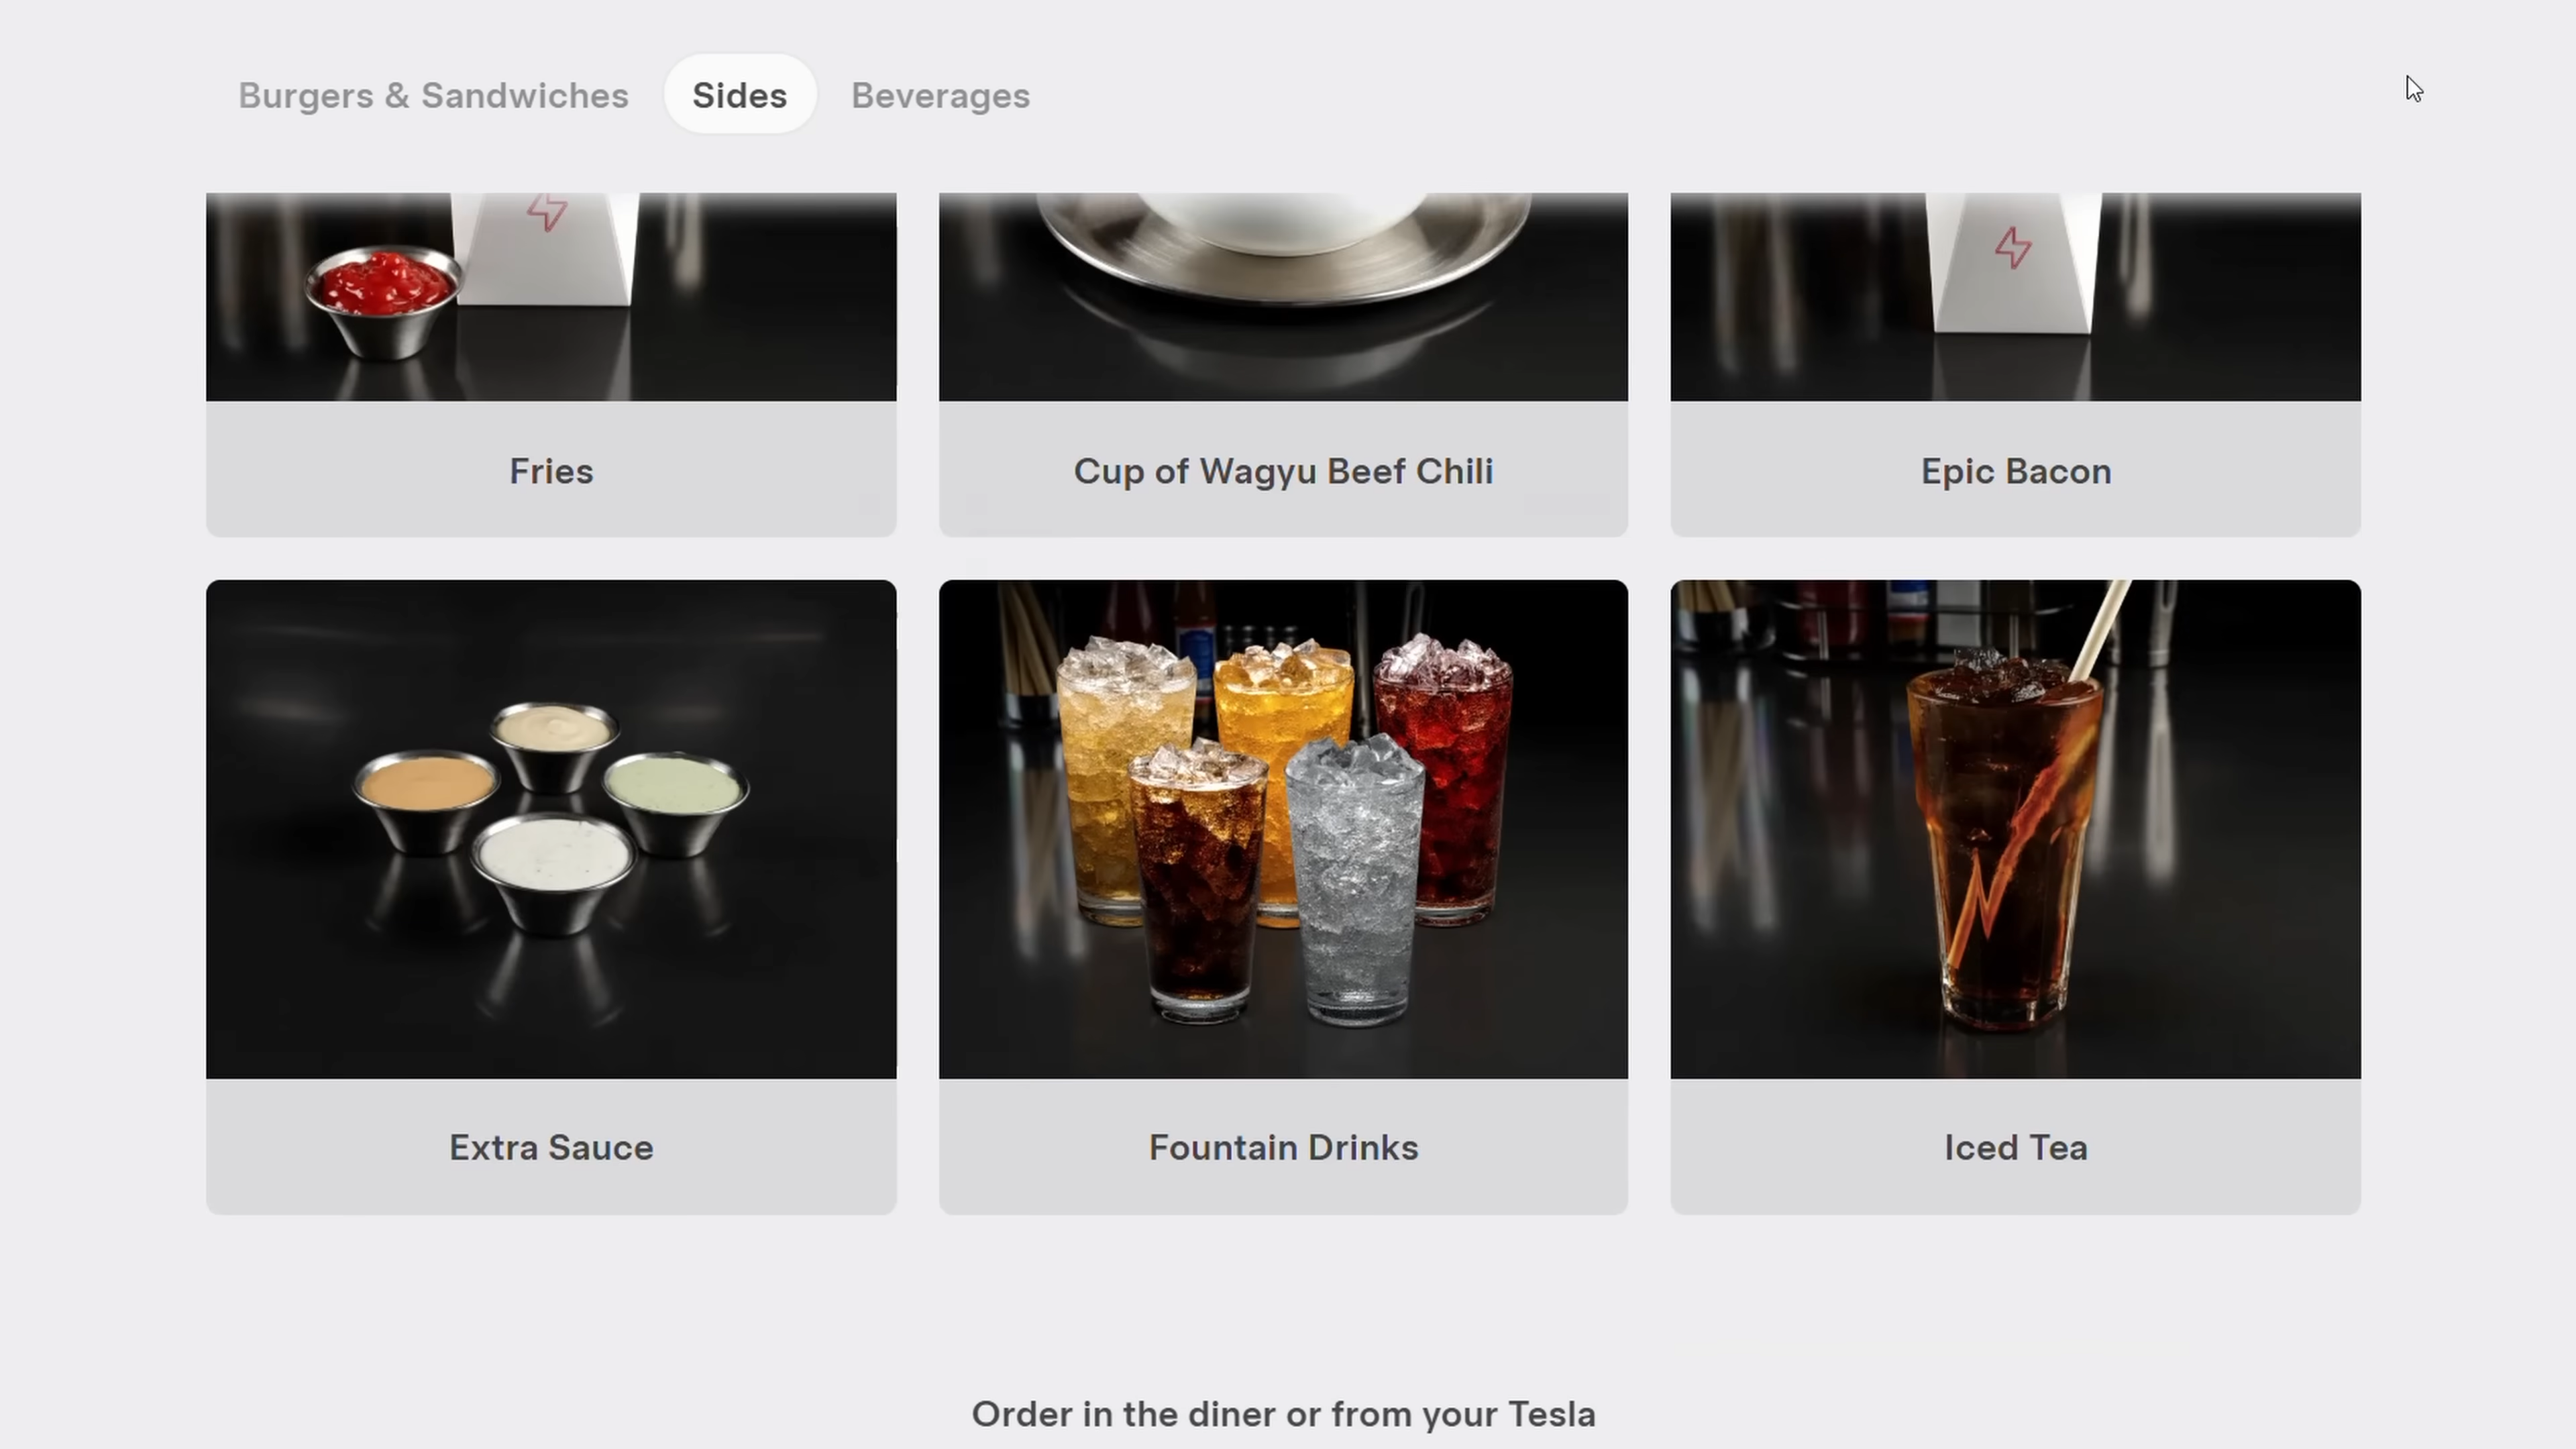 Burgers & Sandwiches Sides Beverages
Fries
Cup of Wagyu Beef Chili
Epic Bacon
Extra Sauce
Fountain Drinks
Iced Tea
Order in the diner or from your Tesla